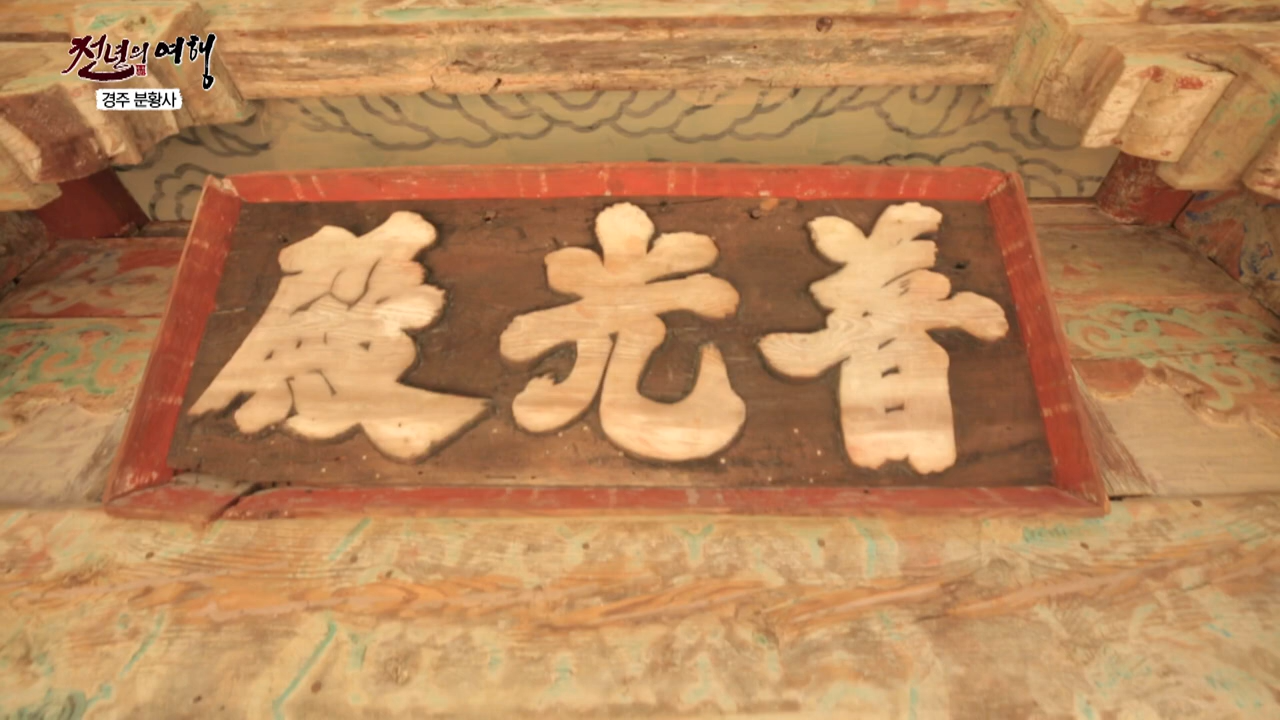 천년의 여행
경주 분황사
普光殿